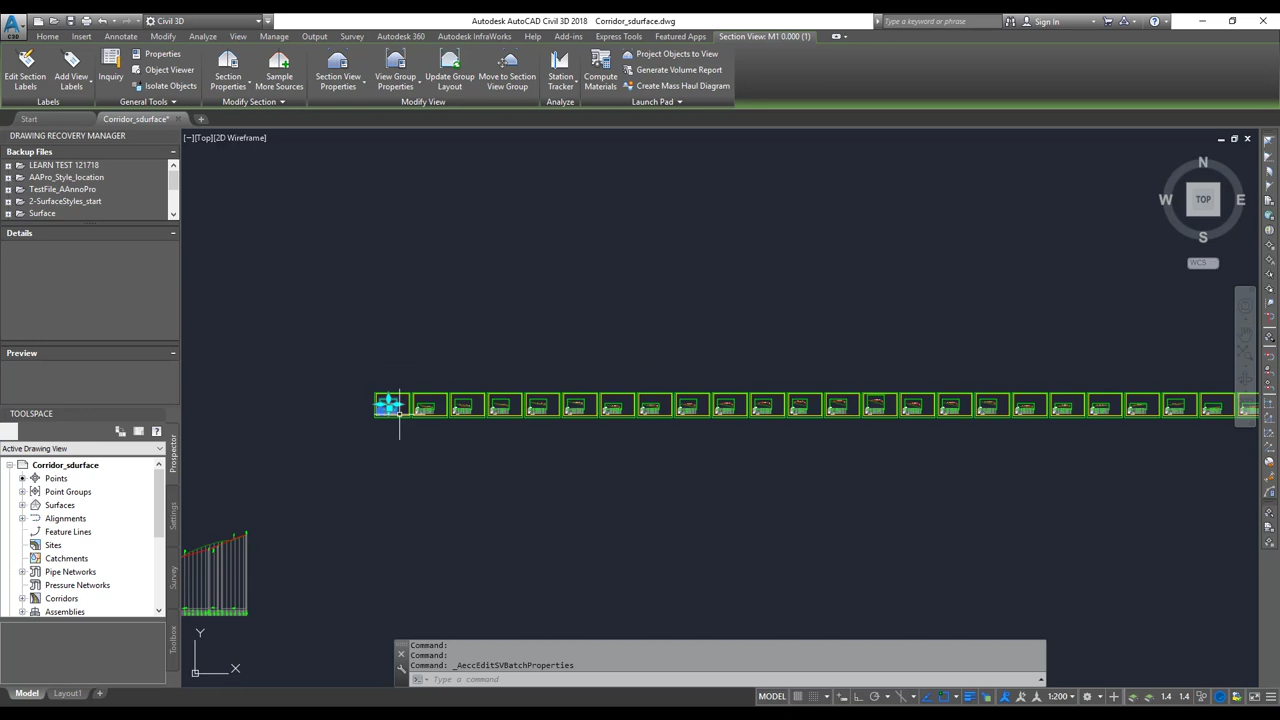 C3D
Civil 3D
Autodesk AutoCAD Civil 3D 2018 Corridor_sdurface.dwg
Type a keyword or phrase
Sign In
Home Insert Annotate Modify Analyze View Manage Output Survey Autodesk 360 Autodesk InfraWorks Help Add-ins Express Tools Featured Apps Section View: M1 0.000 (1)
Edit Section Labels
Add View Labels
Labels
Inquiry
Properties
Object Viewer
Isolate Objects
General Tools
Section Properties
Sample More Sources
Modify Section
Section View Properties
View Group Properties
Update Group Layout
Move to Section View Group
Modify View
Station Tracker
Analyze
Compute Materials
Project Objects to View
Generate Volume Report
Create Mass Haul Diagram
Launch Pad
Start
Corridor_sdurface*
DRAWING RECOVERY MANAGER
Backup Files
LEARN TEST 121718
AAPro_Style_location
TestFile_AAnnoPro
2-SurfaceStyles_start
Surface
Details
Preview
TOOLSPACE
Active Drawing View
Corridor_sdurface
Points
Point Groups
Surfaces
Alignments
Feature Lines
Sites
Catchments
Pipe Networks
Pressure Networks
Corridors
Assemblies
Prospector
Settings
Survey
Toolbox
[−][Top][2D Wireframe]
N
W TOP E
S
WCS
Y
X
Command:
Command:
Command: _AeccEditSVBatchProperties
Type a command
Model Layout1
MODEL
1:200
1.4 1.4